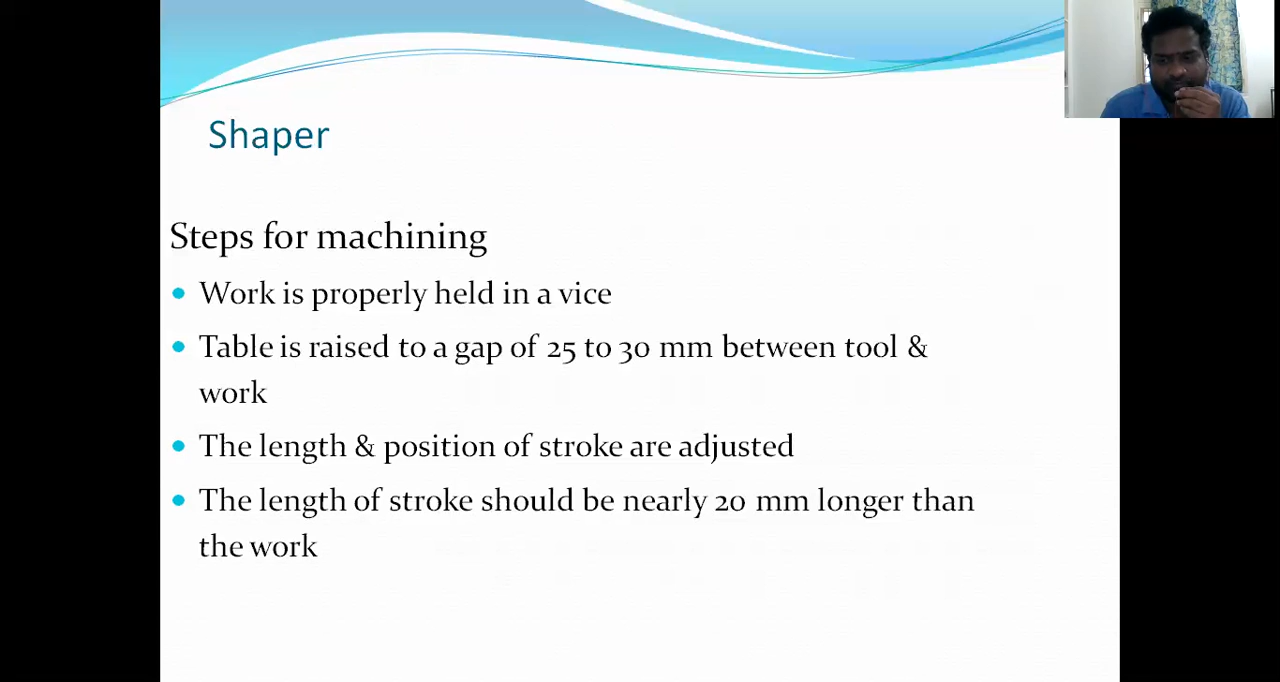 Shaper
Steps for machining
Work is properly held in a vice
Table is raised to a gap of 25 to 30 mm between tool &
work
The length & position of stroke are adjusted
The length of stroke should be nearly 20 mm longer than
the work